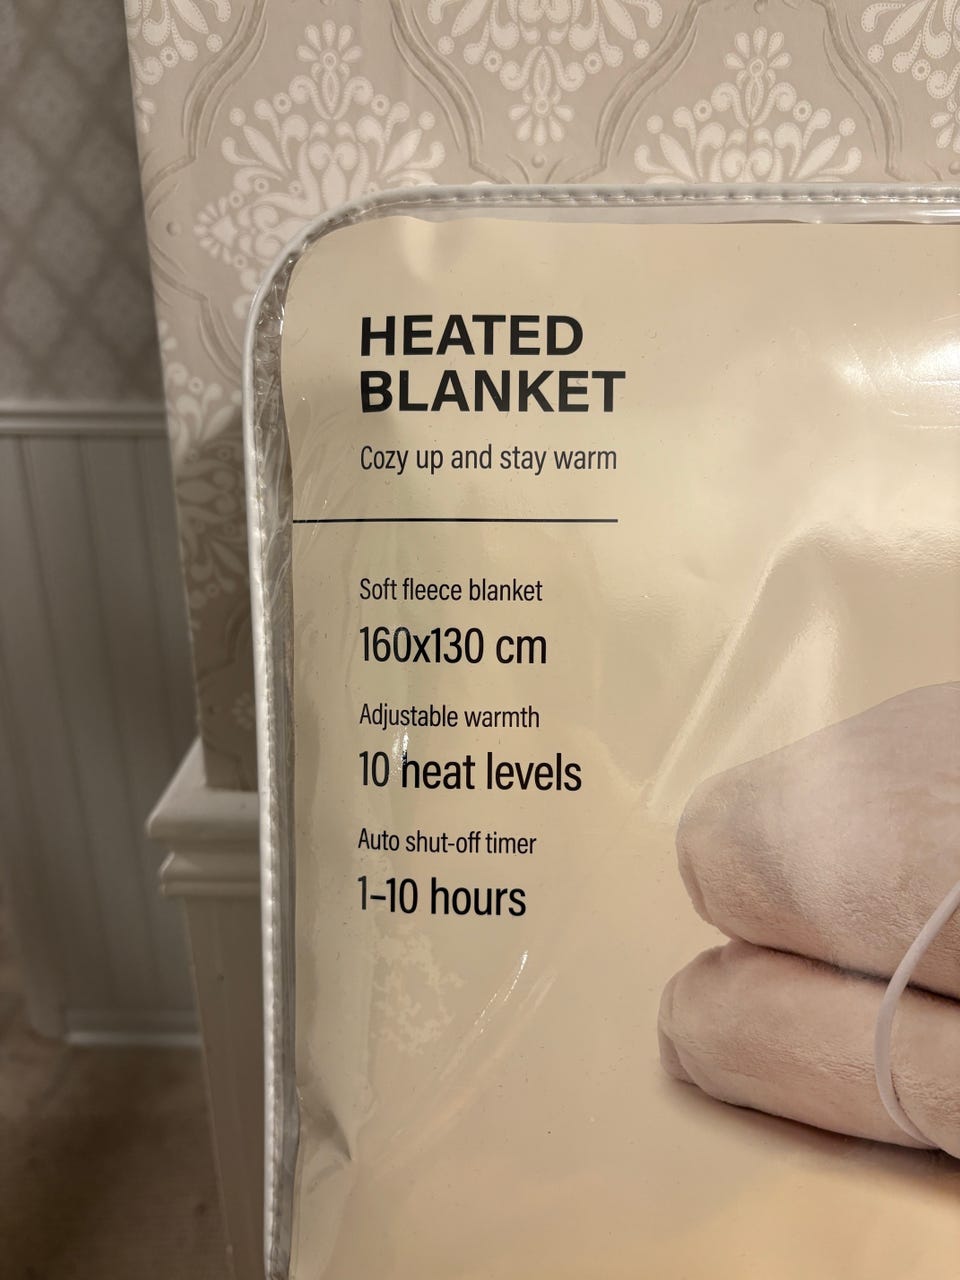 HEATED
BLANKET
Cozy up and stay warm
Soft fleece blanket
160x130 cm
Adjustable warmth
10 heat levels
Auto shut-off timer
1–10 hours